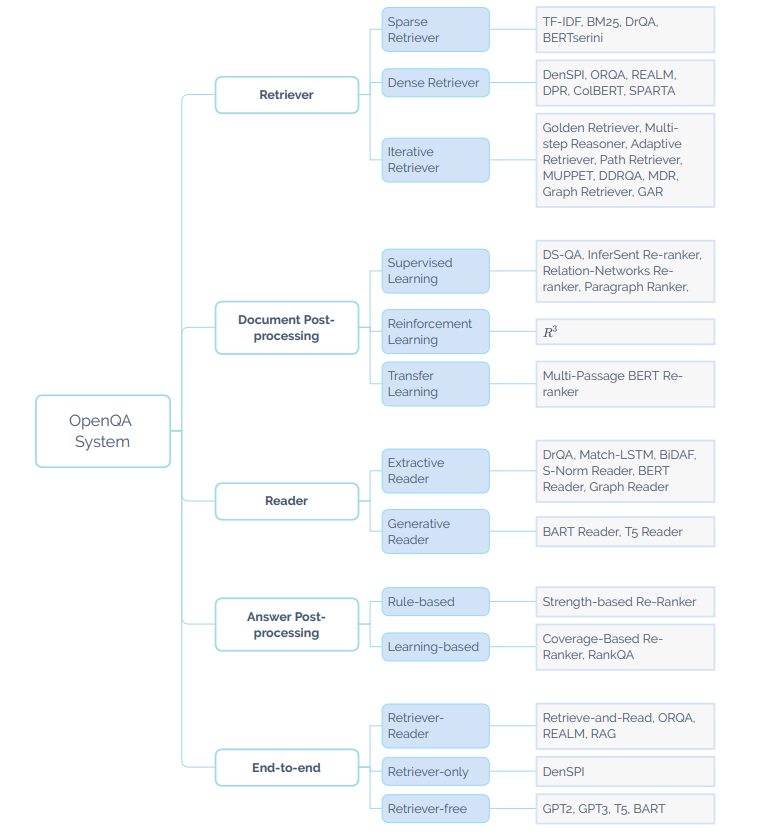 OpenQA
System
Retriever
Sparse
Retriever
TF-IDF, BM25, DrQA,
BERTserini
Dense Retriever
DenSPI, ORQA, REALM,
DPR, ColBERT, SPARTA
Iterative
Retriever
Golden Retriever, Multi-
step Reasoner, Adaptive
Retriever, Path Retriever,
MUPPET, DDRQA, MDR,
Graph Retriever, GAR
Document Post-
processing
Supervised
Learning
DS-QA, InferSent Re-ranker,
Relation-Networks Re-
ranker, Paragraph Ranker,
Reinforcement
Learning
R³
Transfer
Learning
Multi-Passage BERT Re-
ranker
Reader
Extractive
Reader
DrQA, Match-LSTM, BiDAF,
S-Norm Reader, BERT
Reader, Graph Reader
Generative
Reader
BART Reader, T5 Reader
Answer Post-
processing
Rule-based
Strength-based Re-Ranker
Learning-based
Coverage-Based Re-
Ranker, RankQA
End-to-end
Retriever-
Reader
Retrieve-and-Read, ORQA,
REALM, RAG
Retriever-only
DenSPI
Retriever-free
GPT2, GPT3, T5, BART